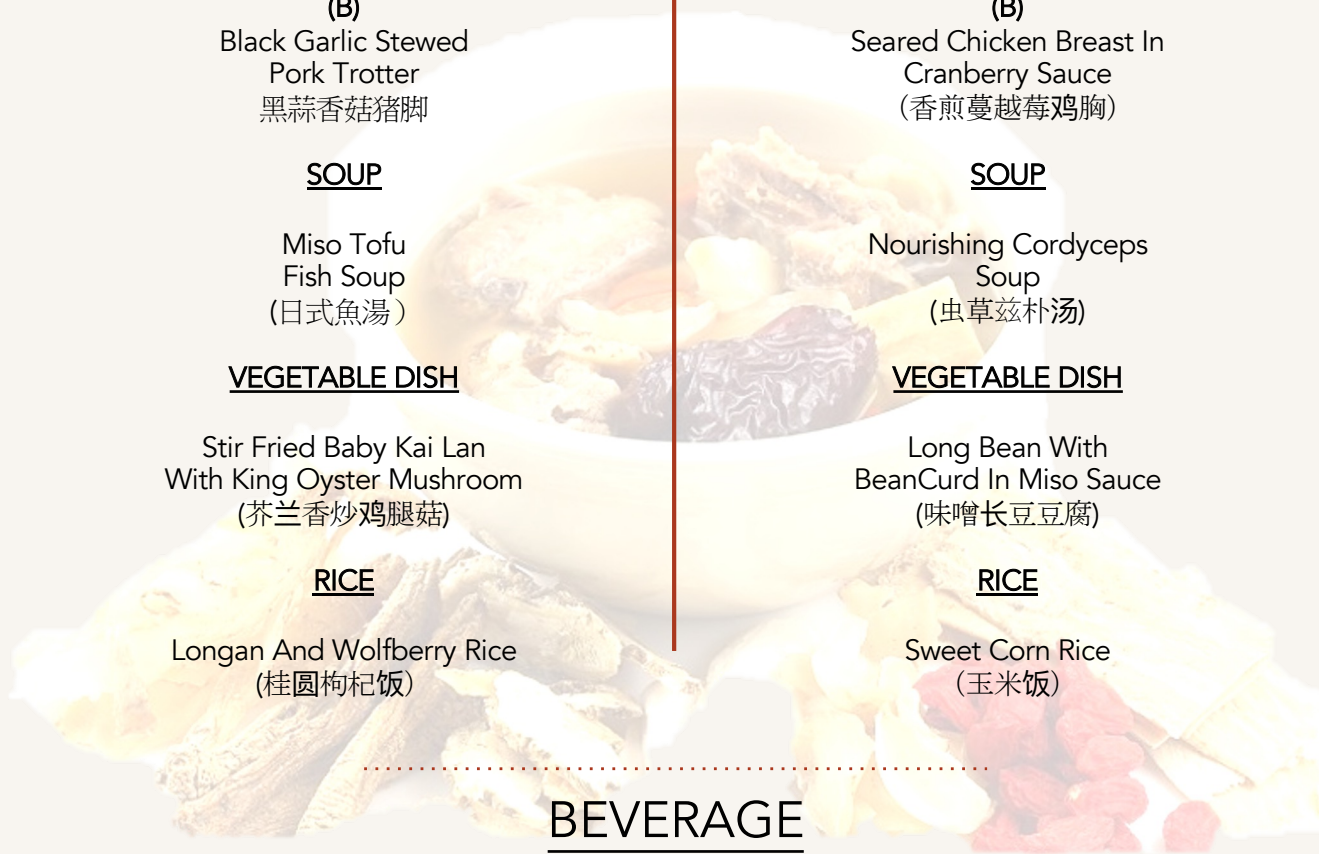 (B)
Black Garlic Stewed
Pork Trotter
黑蒜香菇猪脚
SOUP
Miso Tofu
Fish Soup
(日式魚湯）
VEGETABLE DISH
Stir Fried Baby Kai Lan
With King Oyster Mushroom
(芥兰香炒鸡腿菇)
RICE
Longan And Wolfberry Rice
(桂圆枸杞饭）
(B)
Seared Chicken Breast In
Cranberry Sauce
（香煎蔓越莓鸡胸）
SOUP
Nourishing Cordyceps
Soup
(虫草兹朴汤)
VEGETABLE DISH
Long Bean With
BeanCurd In Miso Sauce
(味噌长豆豆腐)
RICE
Sweet Corn Rice
（玉米饭）
BEVERAGE